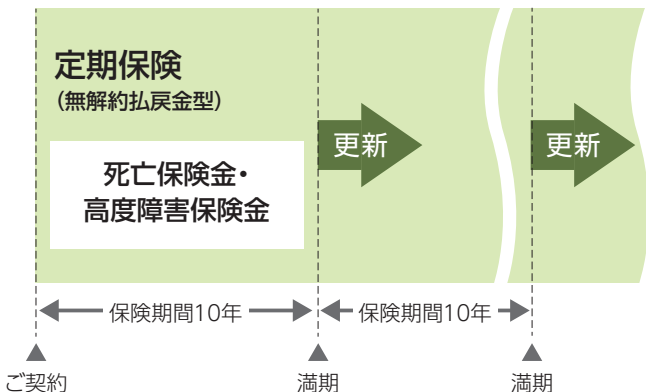 定期保険
(無解約払戻金型)
死亡保険金・
高度障害保険金
更新
更新
保険期間10年
保険期間10年
ご契約
満期
満期